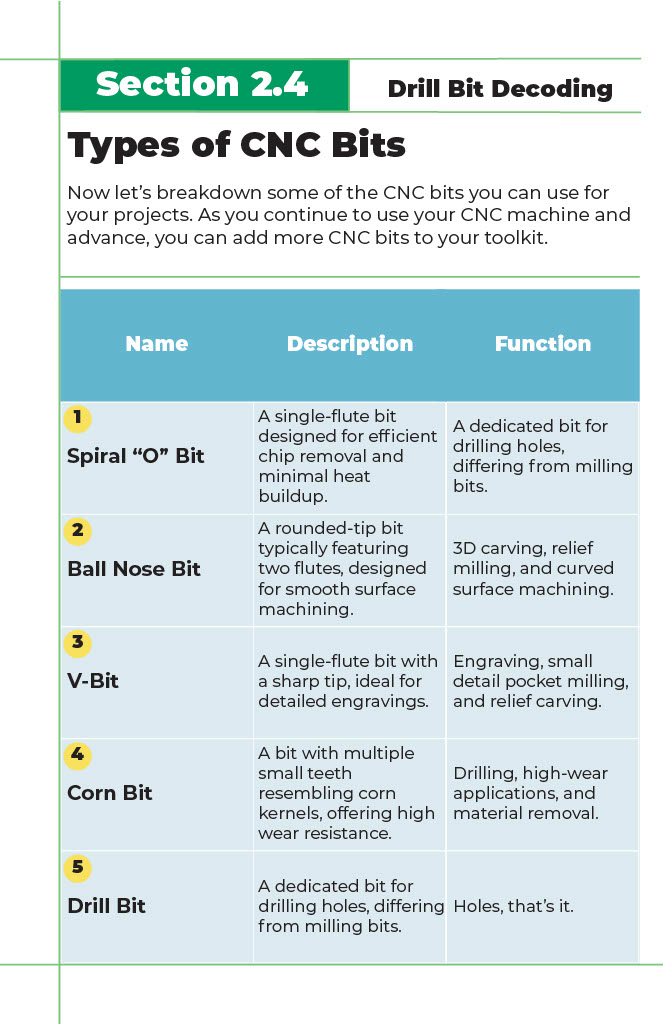 Section 2.4
Drill Bit Decoding
Types of CNC Bits
Now let’s breakdown some of the CNC bits you can use for
your projects. As you continue to use your CNC machine and
advance, you can add more CNC bits to your toolkit.
Name
Description
Function
1
Spiral “O” Bit
A single-flute bit
designed for efficient
chip removal and
minimal heat
buildup.
A dedicated bit for
drilling holes,
differing from milling
bits.
2
Ball Nose Bit
A rounded-tip bit
typically featuring
two flutes, designed
for smooth surface
machining.
3D carving, relief
milling, and curved
surface machining.
3
V-Bit
A single-flute bit with
a sharp tip, ideal for
detailed engravings.
Engraving, small
detail pocket milling,
and relief carving.
4
Corn Bit
A bit with multiple
small teeth
resembling corn
kernels, offering high
wear resistance.
Drilling, high-wear
applications, and
material removal.
5
Drill Bit
A dedicated bit for
drilling holes, differing
from milling bits.
Holes, that’s it.